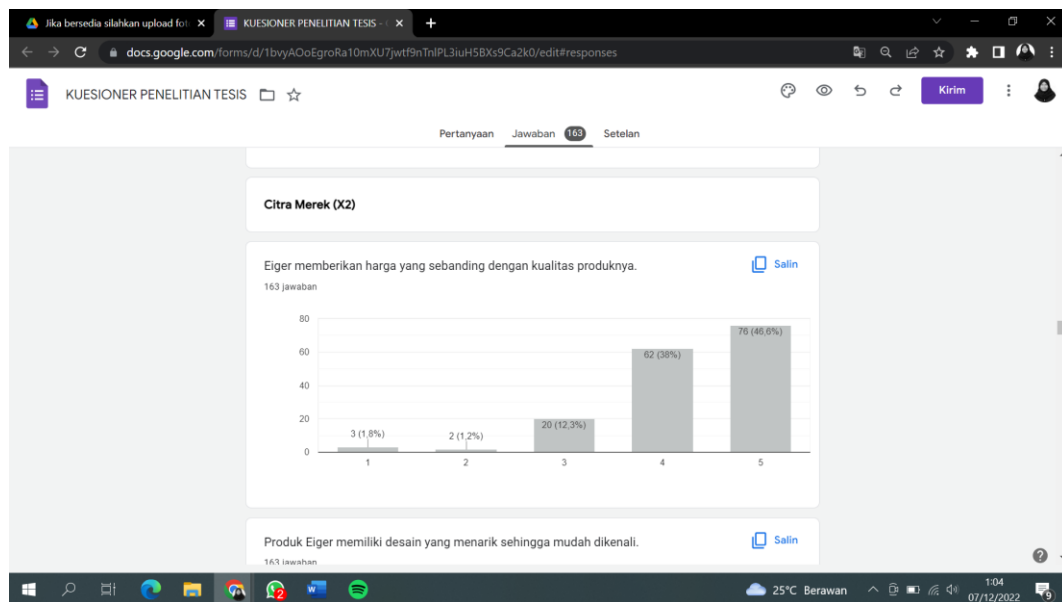 Jika bersedia silahkan upload fot
KUESIONER PENELITIAN TESIS - 
docs.google.com/forms/d/1bvyAOoEgroRa10mXU7jwtf9nTnlPL3iuH5BXs9Ca2k0/edit#responses
KUESIONER PENELITIAN TESIS
Kirim
Pertanyaan Jawaban 163 Setelan
Citra Merek (X2)
Eiger memberikan harga yang sebanding dengan kualitas produknya.
Salin
163 jawaban
80
60
40
20
0
3 (1,8%)
2 (1,2%)
20 (12,3%)
62 (38%)
76 (46,6%)
1 2 3 4 5
Produk Eiger memiliki desain yang menarik sehingga mudah dikenali.
Salin
163 jawaban
25°C Berawan
1:04
07/12/2022
2
9